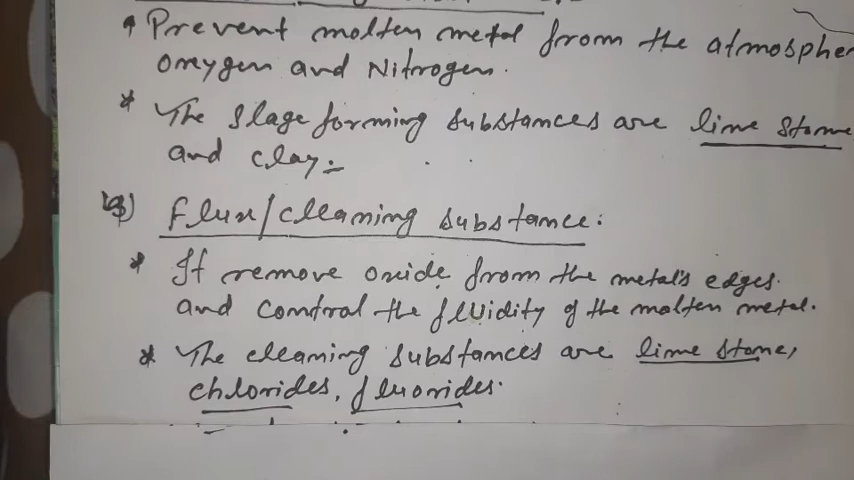 * Prevent molten metal from the atmospher
oxygen and Nitrogen.
* The Slage forming substances are lime stone
and clay:-
Flux/cleaning substance:
* It remove oxide from the metal's edges.
and control the fluidity of the molten metal.
* The cleaning substances are lime stone,
chlorides, fluorides.